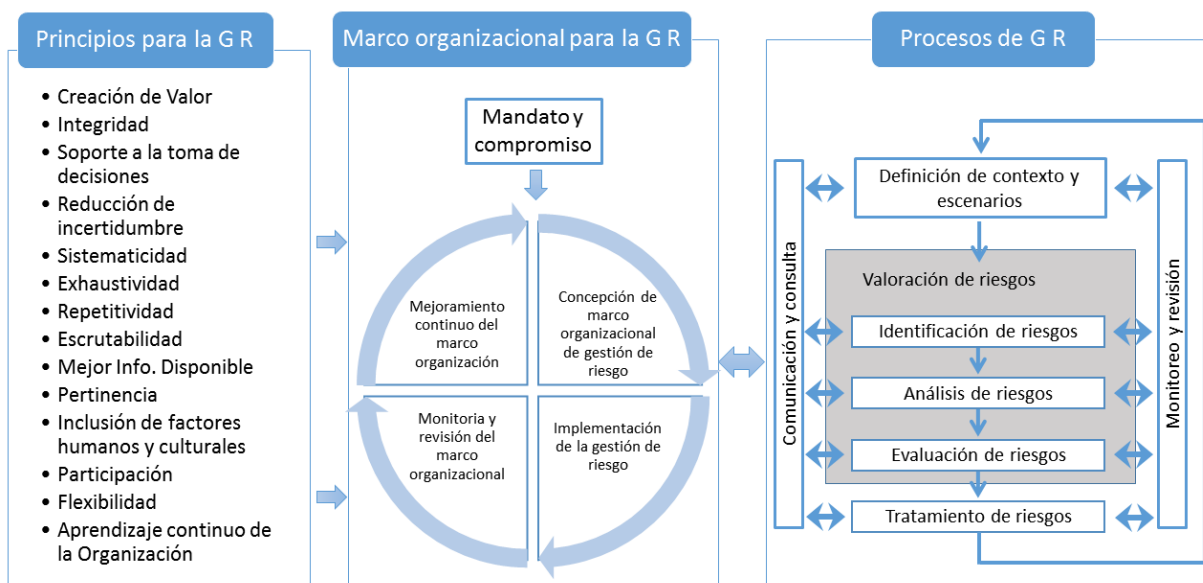 Principios para la G R
• Creación de Valor
• Integridad
• Soporte a la toma de
decisiones
• Reducción de
incertidumbre
• Sistematicidad
• Exhaustividad
• Repetitividad
• Escrutabilidad
• Mejor Info. Disponible
• Pertinencia
• Inclusión de factores
humanos y culturales
• Participación
• Flexibilidad
• Aprendizaje continuo de
la Organización
Marco organizacional para la G R
Mandato y
compromiso
Mejoramiento
continuo del
marco
organización
Concepción de
marco
organizacional
de gestión de
riesgo
Monitoria y
revisión del
marco
organizacional
Implementación
de la gestión de
riesgo
Procesos de G R
Comunicación y consulta
Definición de contexto y
escenarios
Valoración de riesgos
Identificación de riesgos
Análisis de riesgos
Evaluación de riesgos
Tratamiento de riesgos
Monitoreo y revisión